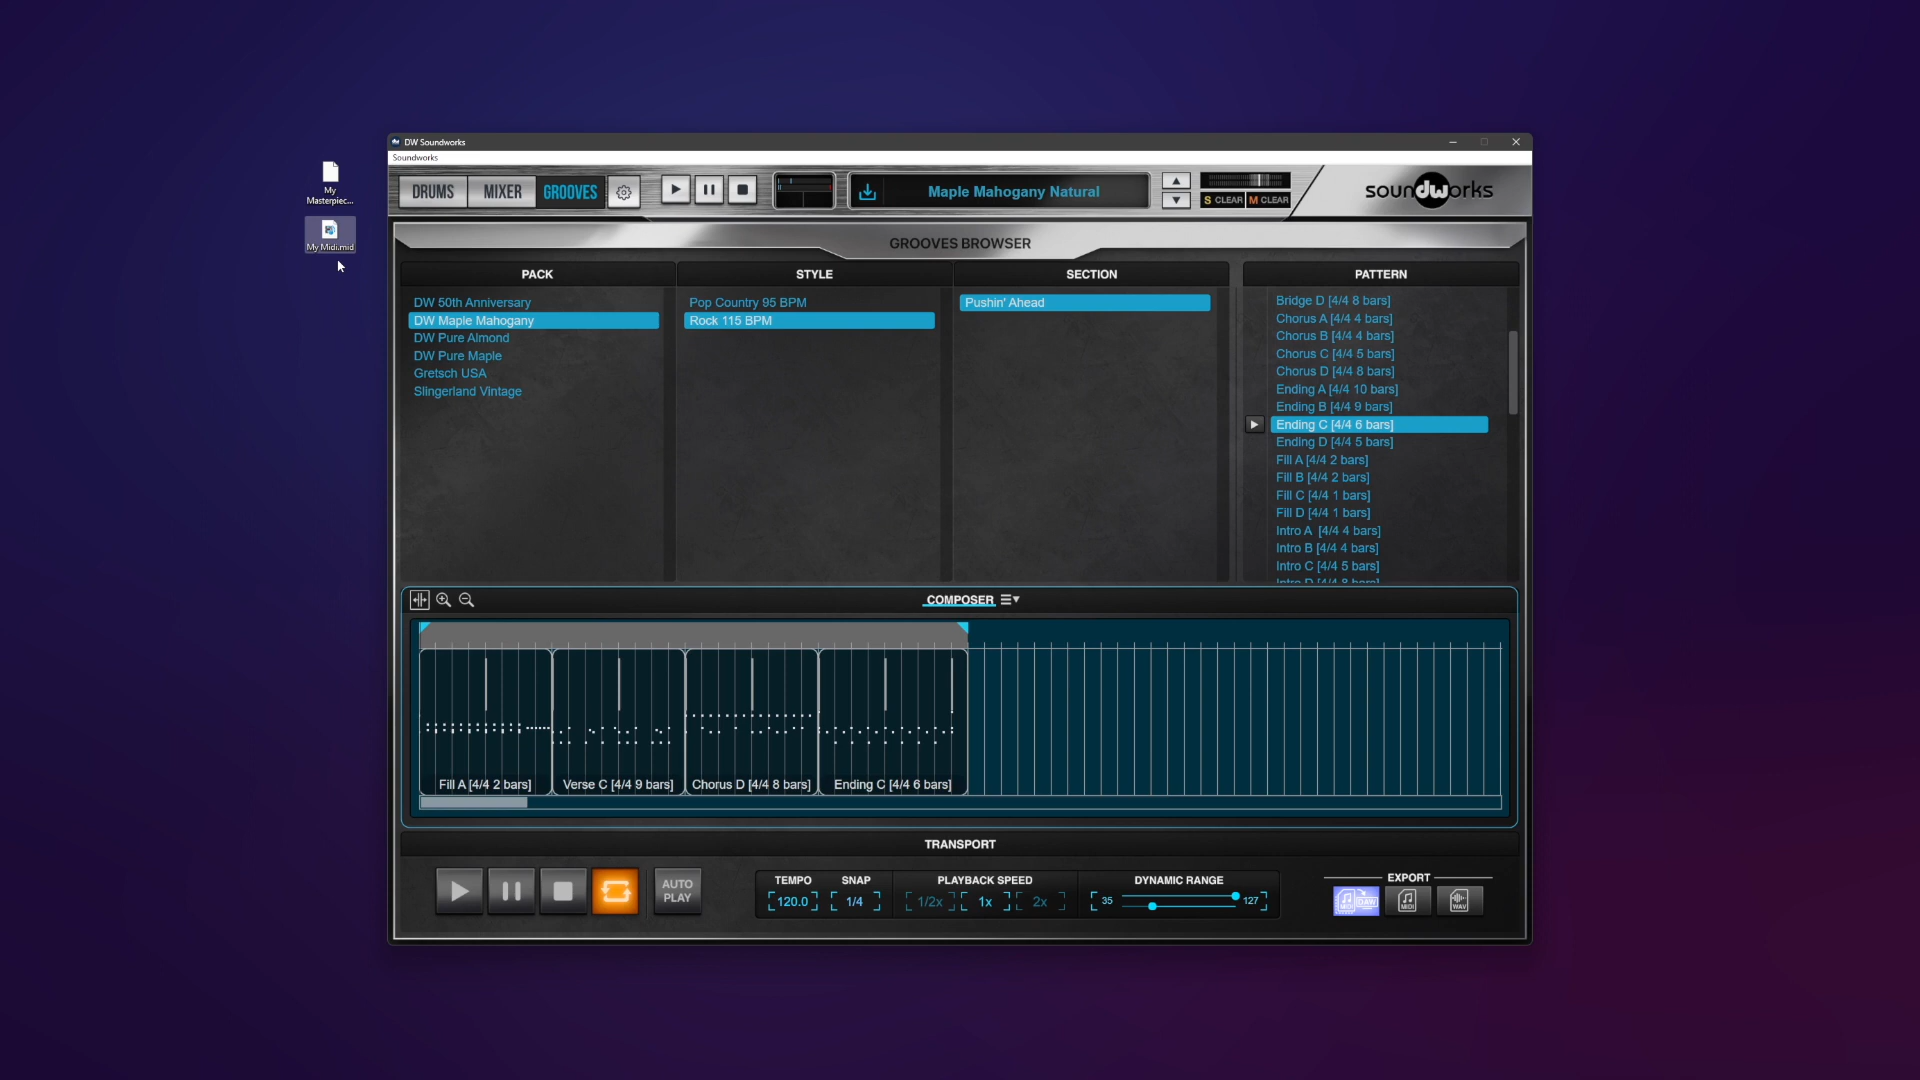 My
Masterpiec...
My Midi.mid
DW Soundworks
Soundworks
DRUMS
MIXER
GROOVES
Maple Mahogany Natural
S CLEAR
M CLEAR
soundworks
GROOVES BROWSER
PACK
STYLE
SECTION
PATTERN
DW 50th Anniversary
DW Maple Mahogany
DW Pure Almond
DW Pure Maple
Gretsch USA
Slingerland Vintage
Pop Country 95 BPM
Rock 115 BPM
Pushin' Ahead
Bridge D [4/4 8 bars]
Chorus A [4/4 4 bars]
Chorus B [4/4 4 bars]
Chorus C [4/4 5 bars]
Chorus D [4/4 8 bars]
Ending A [4/4 10 bars]
Ending B [4/4 9 bars]
Ending C [4/4 6 bars]
Ending D [4/4 5 bars]
Fill A [4/4 2 bars]
Fill B [4/4 2 bars]
Fill C [4/4 1 bars]
Fill D [4/4 1 bars]
Intro A [4/4 4 bars]
Intro B [4/4 4 bars]
Intro C [4/4 5 bars]
Intro D [4/4 8 bars]
COMPOSER
Fill A [4/4 2 bars]
Verse C [4/4 9 bars]
Chorus D [4/4 8 bars]
Ending C [4/4 6 bars]
TRANSPORT
AUTO
PLAY
TEMPO
120.0
SNAP
1/4
PLAYBACK SPEED
1/2x
1x
2x
DYNAMIC RANGE
35
127
EXPORT
MIDI
DAW
MIDI
WAV